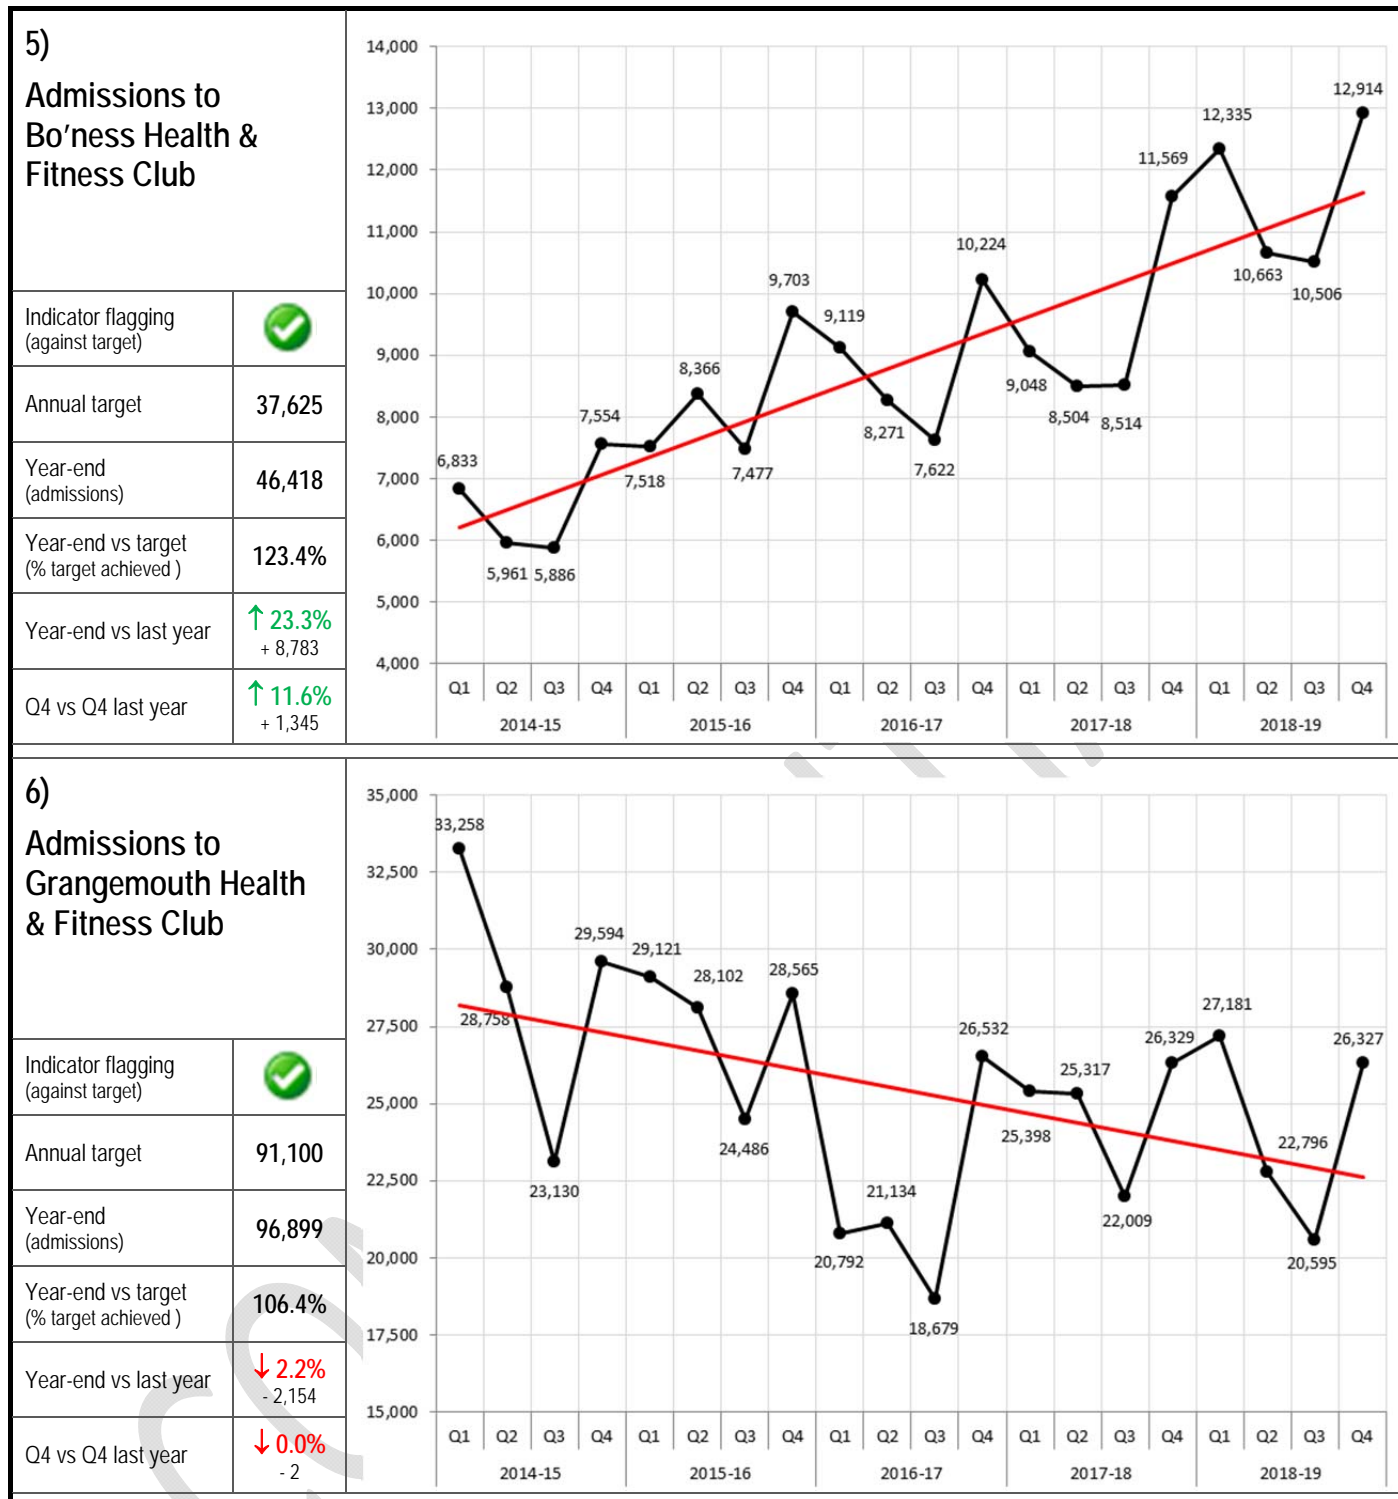 5)
Admissions to
Bo'ness Health &
Fitness Club
Indicator flagging
(against target)
Annual target
37,625
Year-end
(admissions)
46,418
Year-end vs target
(% target achieved )
123.4%
Year-end vs last year
↑ 23.3%
+ 8,783
Q4 vs Q4 last year
↑ 11.6%
+ 1,345
14,000
13,000
12,000
11,000
10,000
9,000
8,000
7,000
6,000
5,000
4,000
6,833
5,961
5,886
7,554
7,518
8,366
7,477
9,703
9,119
8,271
7,622
10,224
9,048
8,504
8,514
11,569
12,335
10,663
10,506
12,914
Q1 Q2 Q3 Q4 Q1 Q2 Q3 Q4 Q1 Q2 Q3 Q4 Q1 Q2 Q3 Q4 Q1 Q2 Q3 Q4
2014-15 2015-16 2016-17 2017-18 2018-19
6)
Admissions to
Grangemouth Health
& Fitness Club
Indicator flagging
(against target)
Annual target
91,100
Year-end
(admissions)
96,899
Year-end vs target
(% target achieved )
106.4%
Year-end vs last year
↓ 2.2%
- 2,154
Q4 vs Q4 last year
↓ 0.0%
- 2
35,000
32,500
30,000
27,500
25,000
22,500
20,000
17,500
15,000
33,258
28,758
23,130
29,594
29,121
28,102
24,486
28,565
20,792
21,134
18,679
26,532
25,398
25,317
22,009
26,329
27,181
22,796
20,595
26,327
Q1 Q2 Q3 Q4 Q1 Q2 Q3 Q4 Q1 Q2 Q3 Q4 Q1 Q2 Q3 Q4 Q1 Q2 Q3 Q4
2014-15 2015-16 2016-17 2017-18 2018-19